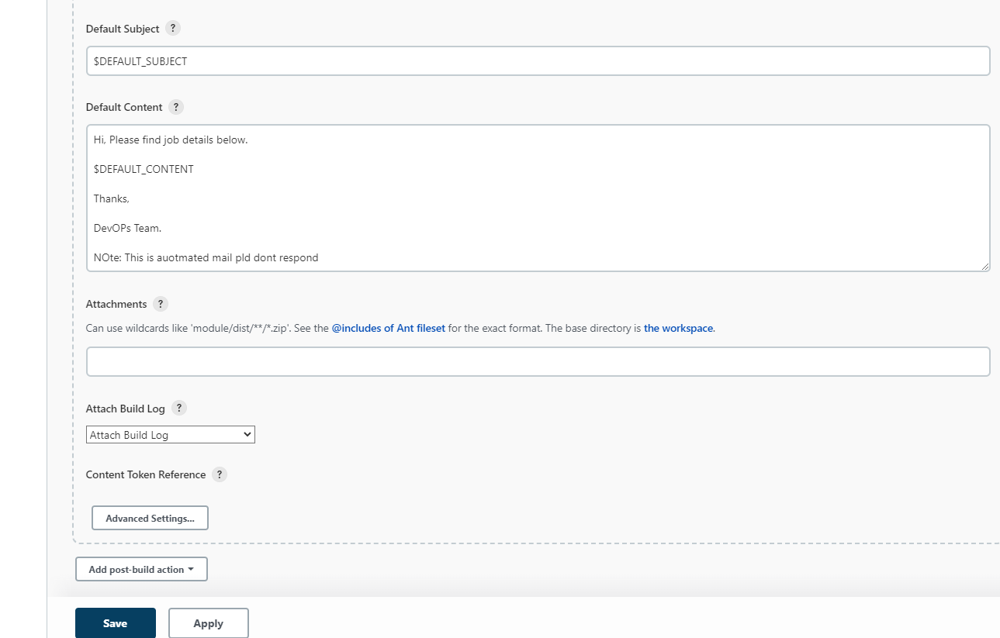 Default Subject ?
$DEFAULT_SUBJECT
Default Content ?
Hi, Please find job details below.
$DEFAULT_CONTENT
Thanks,
DevOPs Team.
NOte: This is auotmated mail pld dont respond
Attachments ?
Can use wildcards like 'module/dist/**/*.zip'. See the @includes of Ant fileset for the exact format. The base directory is the workspace.
Attach Build Log ?
Attach Build Log
Content Token Reference ?
Advanced Settings...
Add post-build action
Save Apply